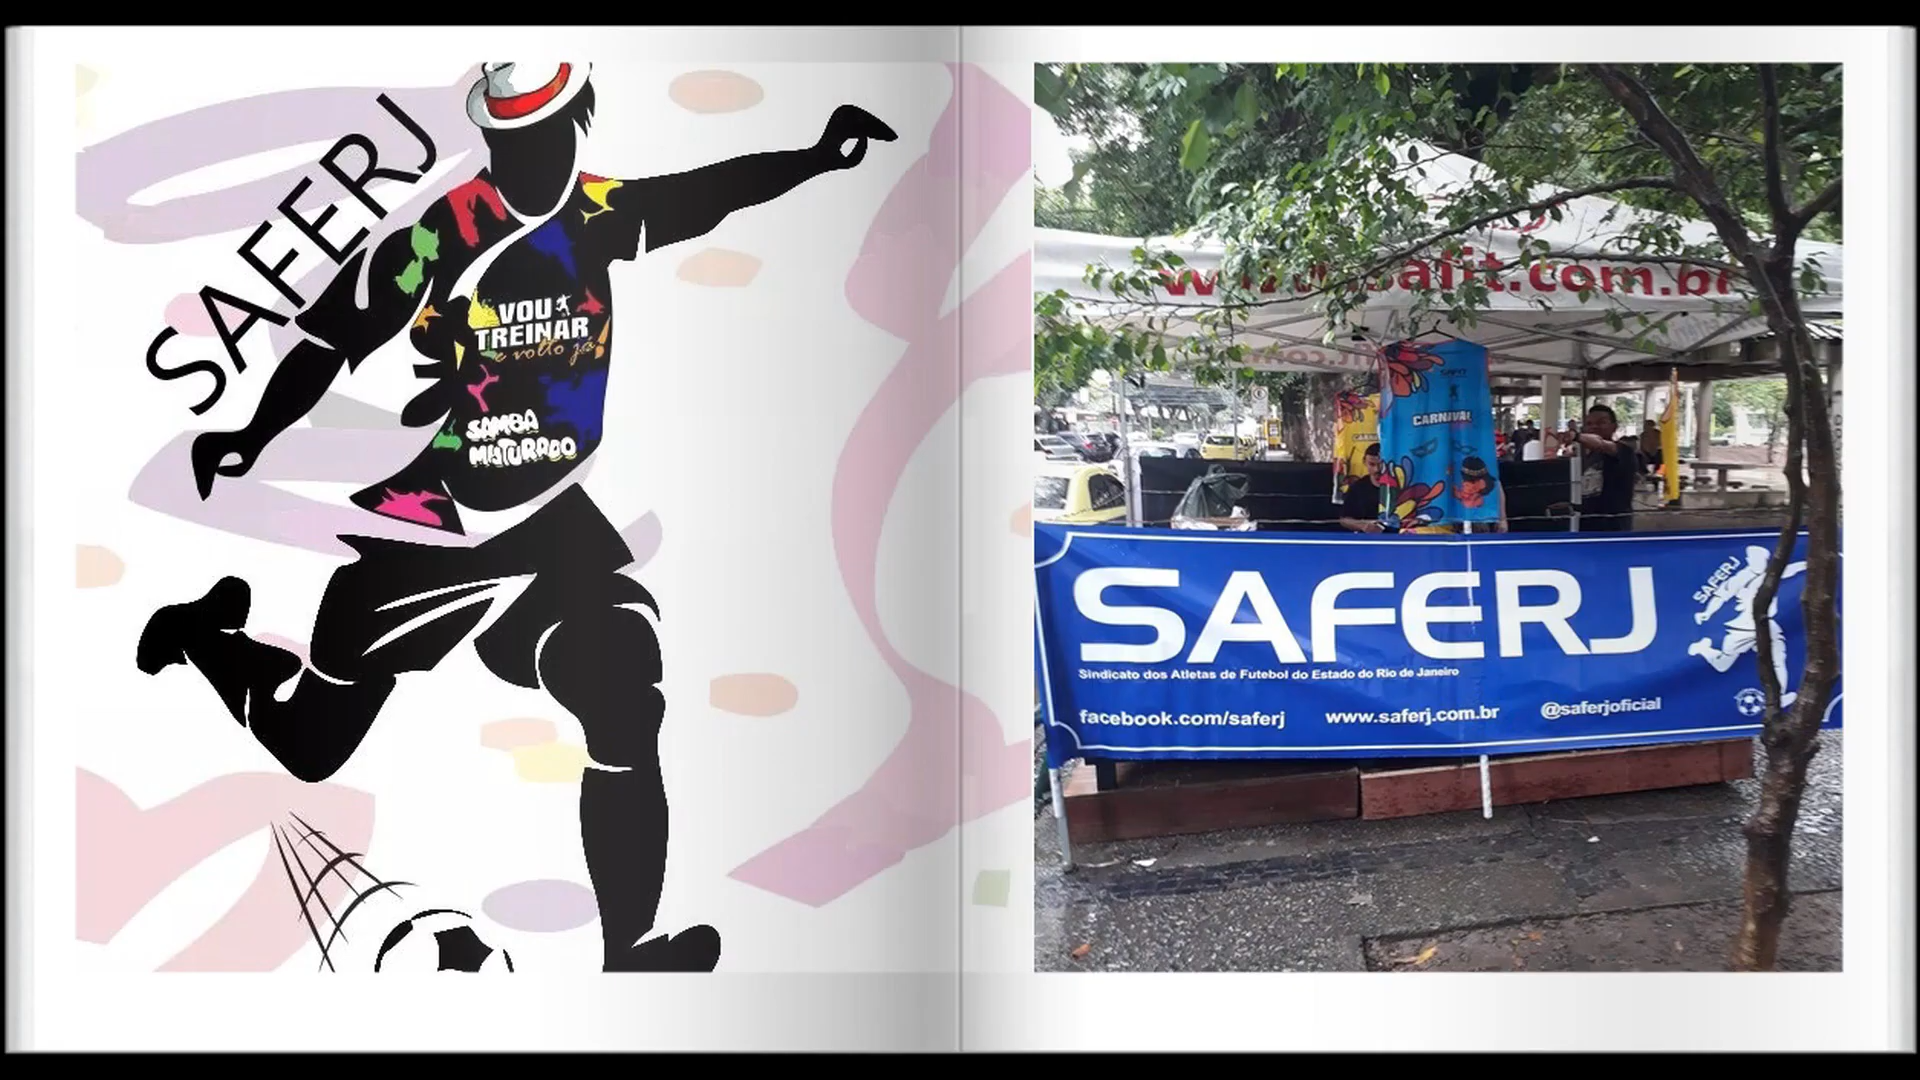 SAFERJ
VOU
TREINAR
e volto já!
SAMBA
MISTURADO
CARNAVAL
SAFERJ
SAFERJ
Sindicato dos Atletas de Futebol do Estado do Rio de Janeiro
facebook.com/saferj
www.saferj.com.br
@saferjoficial